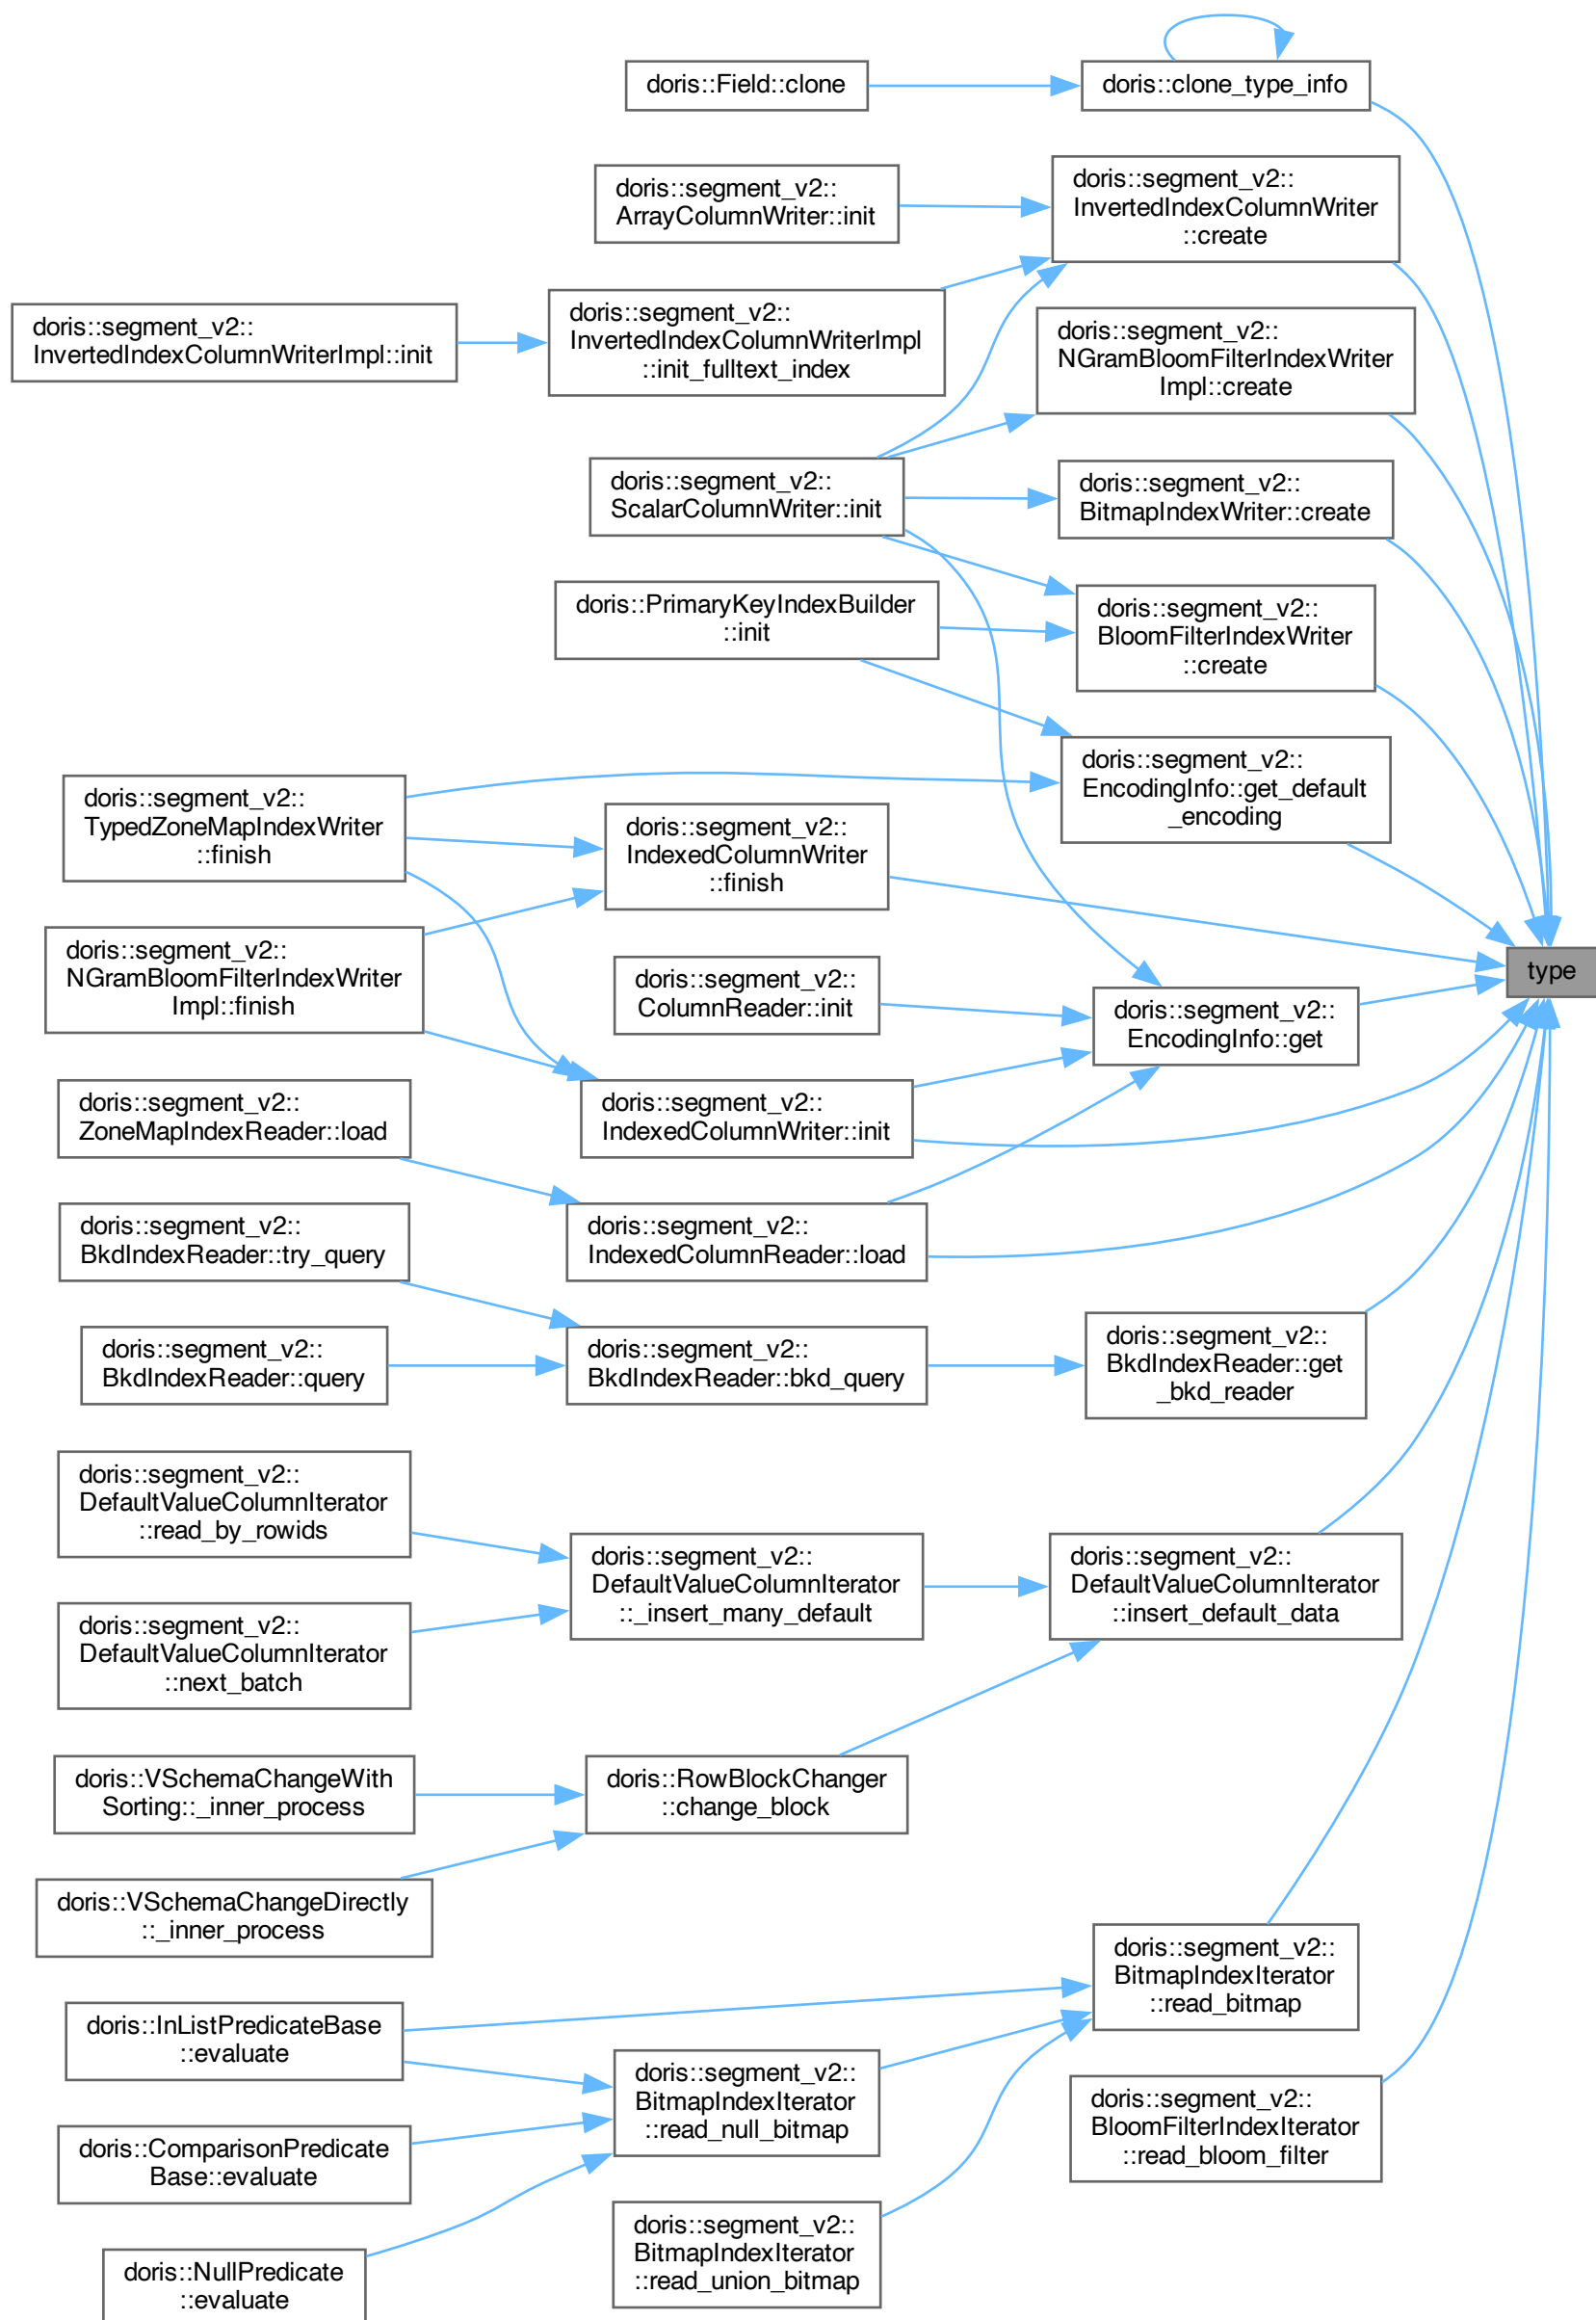 doris::Field::clone
doris::clone_type_info
doris::segment_v2::
ArrayColumnWriter::init
doris::segment_v2::
InvertedIndexColumnWriter
::create
doris::segment_v2::
InvertedIndexColumnWriterImpl::init
doris::segment_v2::
InvertedIndexColumnWriterImpl
::init_fulltext_index
doris::segment_v2::
NGramBloomFilterIndexWriter
Impl::create
doris::segment_v2::
ScalarColumnWriter::init
doris::segment_v2::
BitmapIndexWriter::create
doris::PrimaryKeyIndexBuilder
::init
doris::segment_v2::
BloomFilterIndexWriter
::create
doris::segment_v2::
EncodingInfo::get_default
_encoding
doris::segment_v2::
TypedZoneMapIndexWriter
::finish
doris::segment_v2::
IndexedColumnWriter
::finish
doris::segment_v2::
NGramBloomFilterIndexWriter
Impl::finish
doris::segment_v2::
ColumnReader::init
type
doris::segment_v2::
EncodingInfo::get
doris::segment_v2::
ZoneMapIndexReader::load
doris::segment_v2::
IndexedColumnWriter::init
doris::segment_v2::
BkdIndexReader::try_query
doris::segment_v2::
IndexedColumnReader::load
doris::segment_v2::
BkdIndexReader::query
doris::segment_v2::
BkdIndexReader::bkd_query
doris::segment_v2::
BkdIndexReader::get
_bkd_reader
doris::segment_v2::
DefaultValueColumnIterator
::read_by_rowids
doris::segment_v2::
DefaultValueColumnIterator
::_insert_many_default
doris::segment_v2::
DefaultValueColumnIterator
::insert_default_data
doris::segment_v2::
DefaultValueColumnIterator
::next_batch
doris::VSchemaChangeWith
Sorting::_inner_process
doris::RowBlockChanger
::change_block
doris::VSchemaChangeDirectly
::_inner_process
doris::segment_v2::
BitmapIndexIterator
::read_bitmap
doris::InListPredicateBase
::evaluate
doris::segment_v2::
BitmapIndexIterator
::read_null_bitmap
doris::segment_v2::
BloomFilterIndexIterator
::read_bloom_filter
doris::ComparisonPredicate
Base::evaluate
doris::segment_v2::
BitmapIndexIterator
::read_union_bitmap
doris::NullPredicate
::evaluate